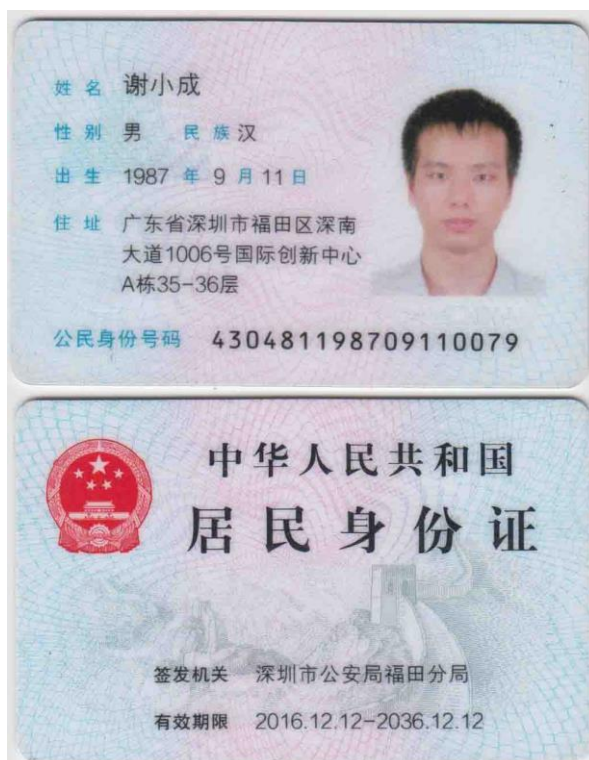 姓名 谢小成
性别 男 民族 汉
出生 1987 年 9 月 11 日
住址 广东省深圳市福田区深南
大道1006号国际创新中心
A栋35-36层
公民身份号码 430481198709110079
中华人民共和国
居民身份证
签发机关 深圳市公安局福田分局
有效期限 2016.12.12-2036.12.12